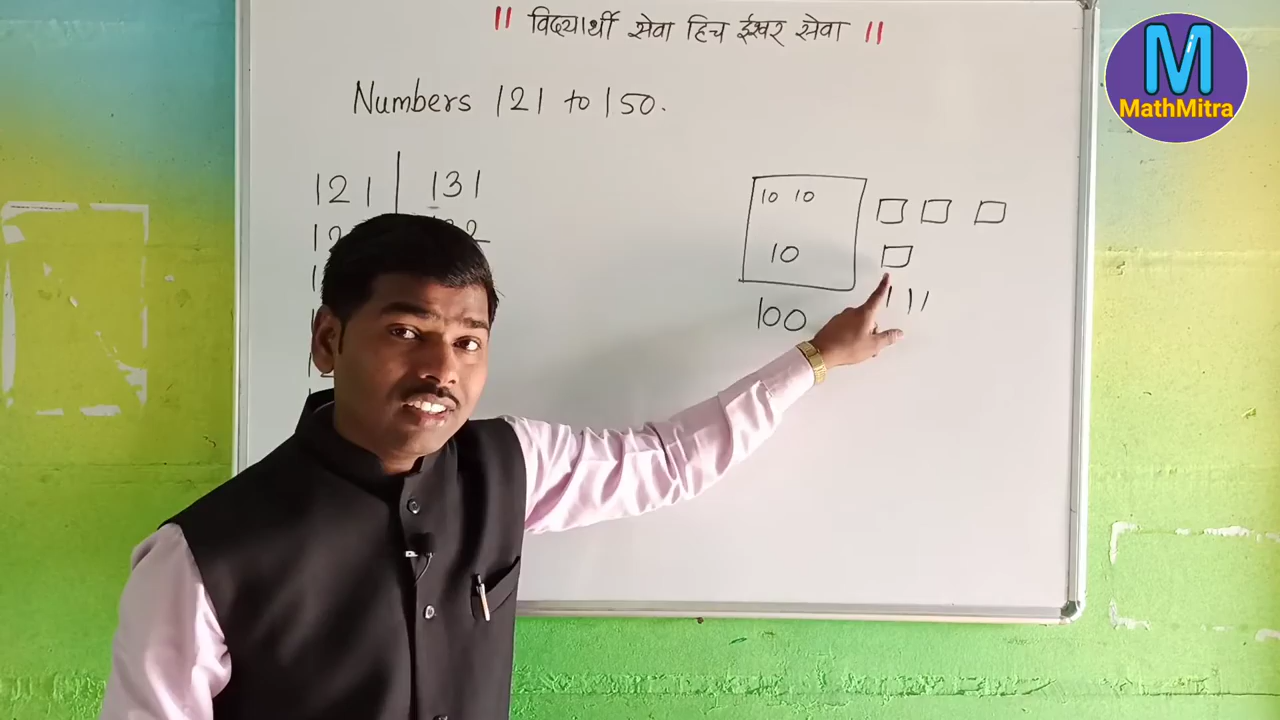 || विद्यार्थी सेवा हिच ईश्वर सेवा ||
M
MathMitra
Numbers 121 to 150.
121 | 131
10 10
10
100